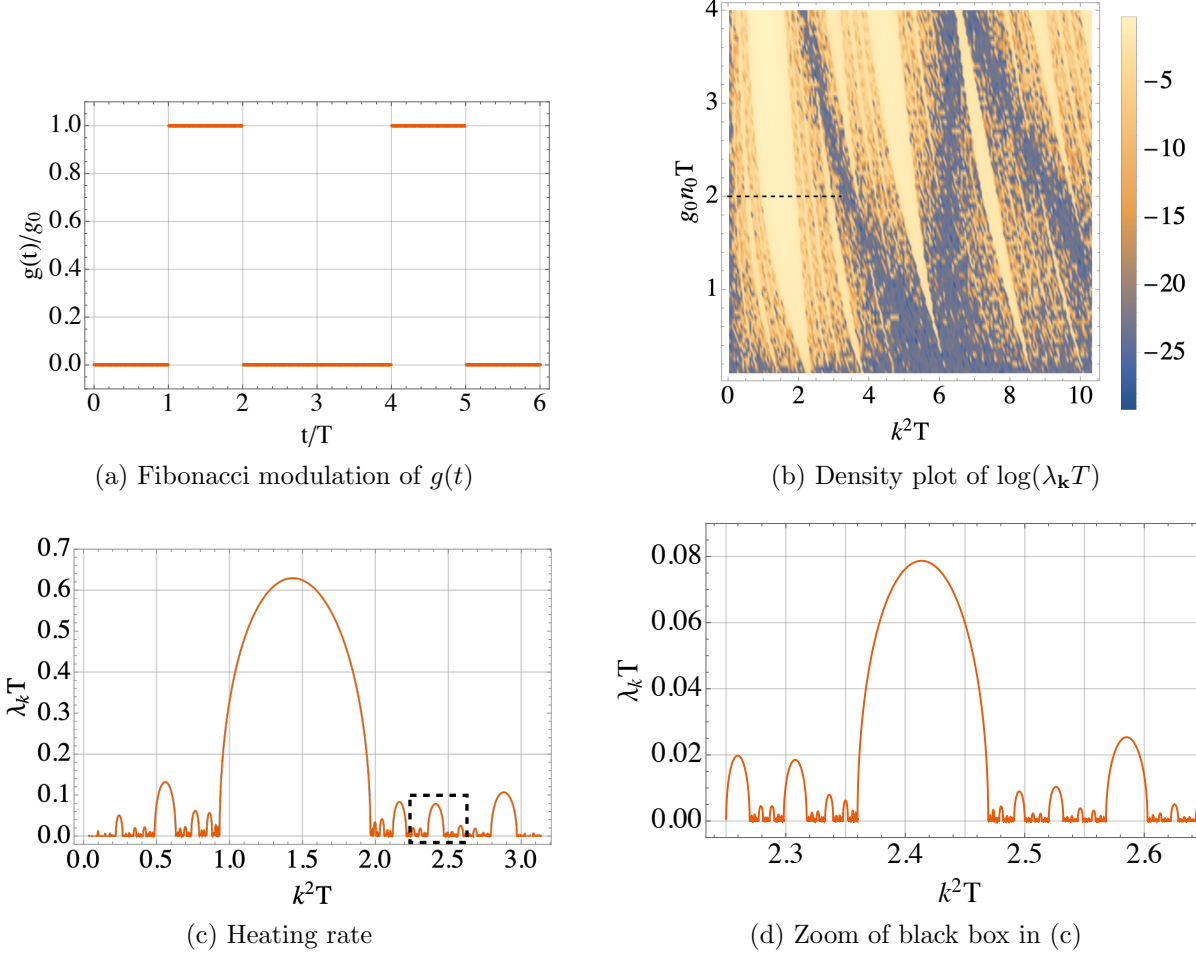 1.0
0.8
0.6
0.4
0.2
0.0
g(t)/g₀
0 1 2 3 4 5 6
t/T
(a) Fibonacci modulation of g(t)
4
3
2
1
g₀n₀T
0 2 4 6 8 10
k²T
−5
−10
−15
−20
−25
(b) Density plot of log(λ𝐤T)
0.7
0.6
0.5
0.4
0.3
0.2
0.1
0.0
λₖT
0.0 0.5 1.0 1.5 2.0 2.5 3.0
k²T
(c) Heating rate
0.08
0.06
0.04
0.02
0.00
λₖT
2.3 2.4 2.5 2.6
k²T
(d) Zoom of black box in (c)